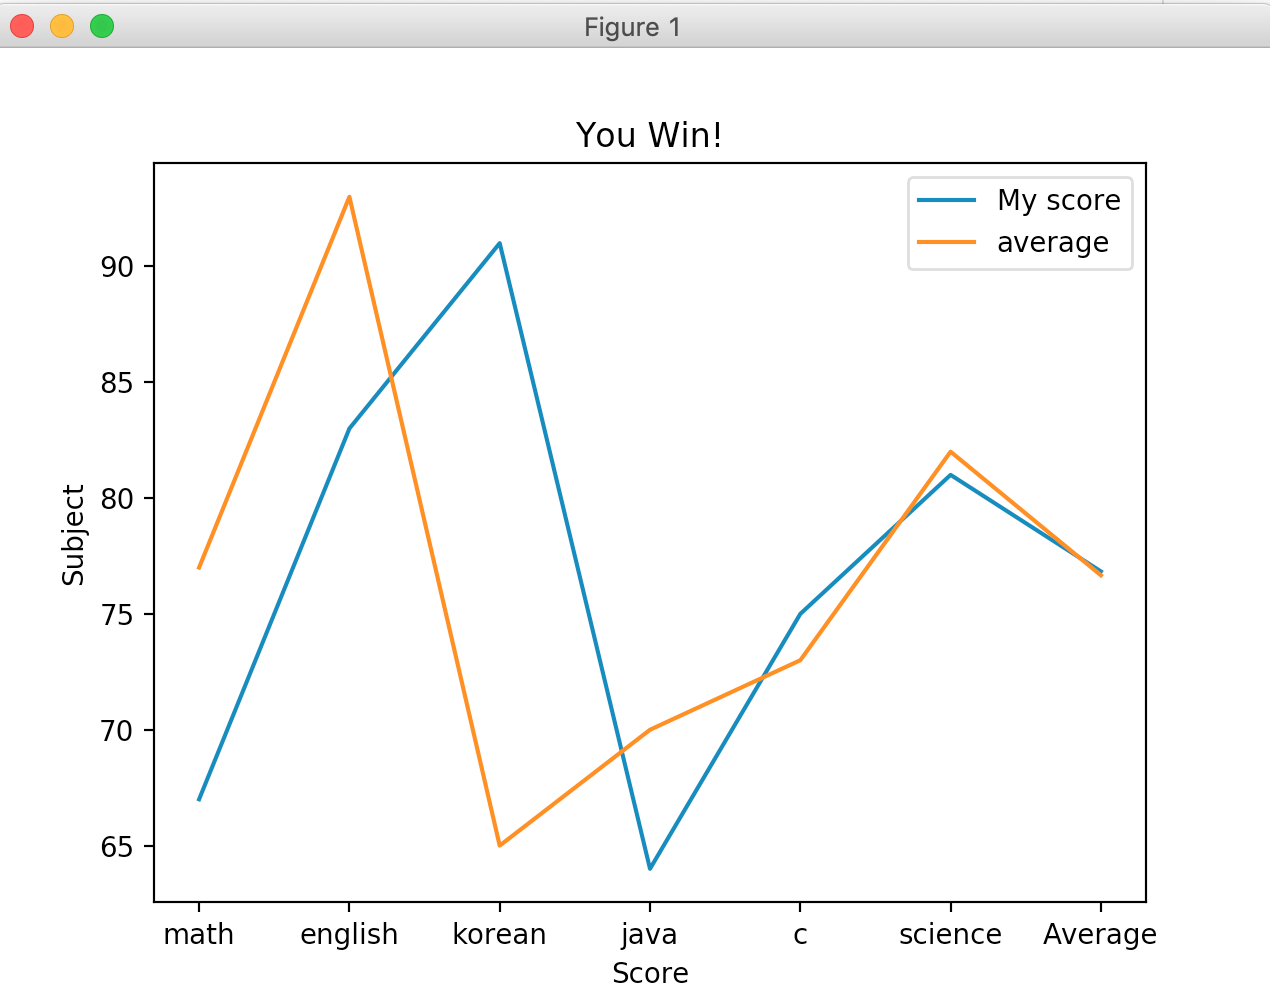 Figure 1
You Win!
My score
average
90
85
80
75
70
65
Subject
math english korean java c science Average
Score